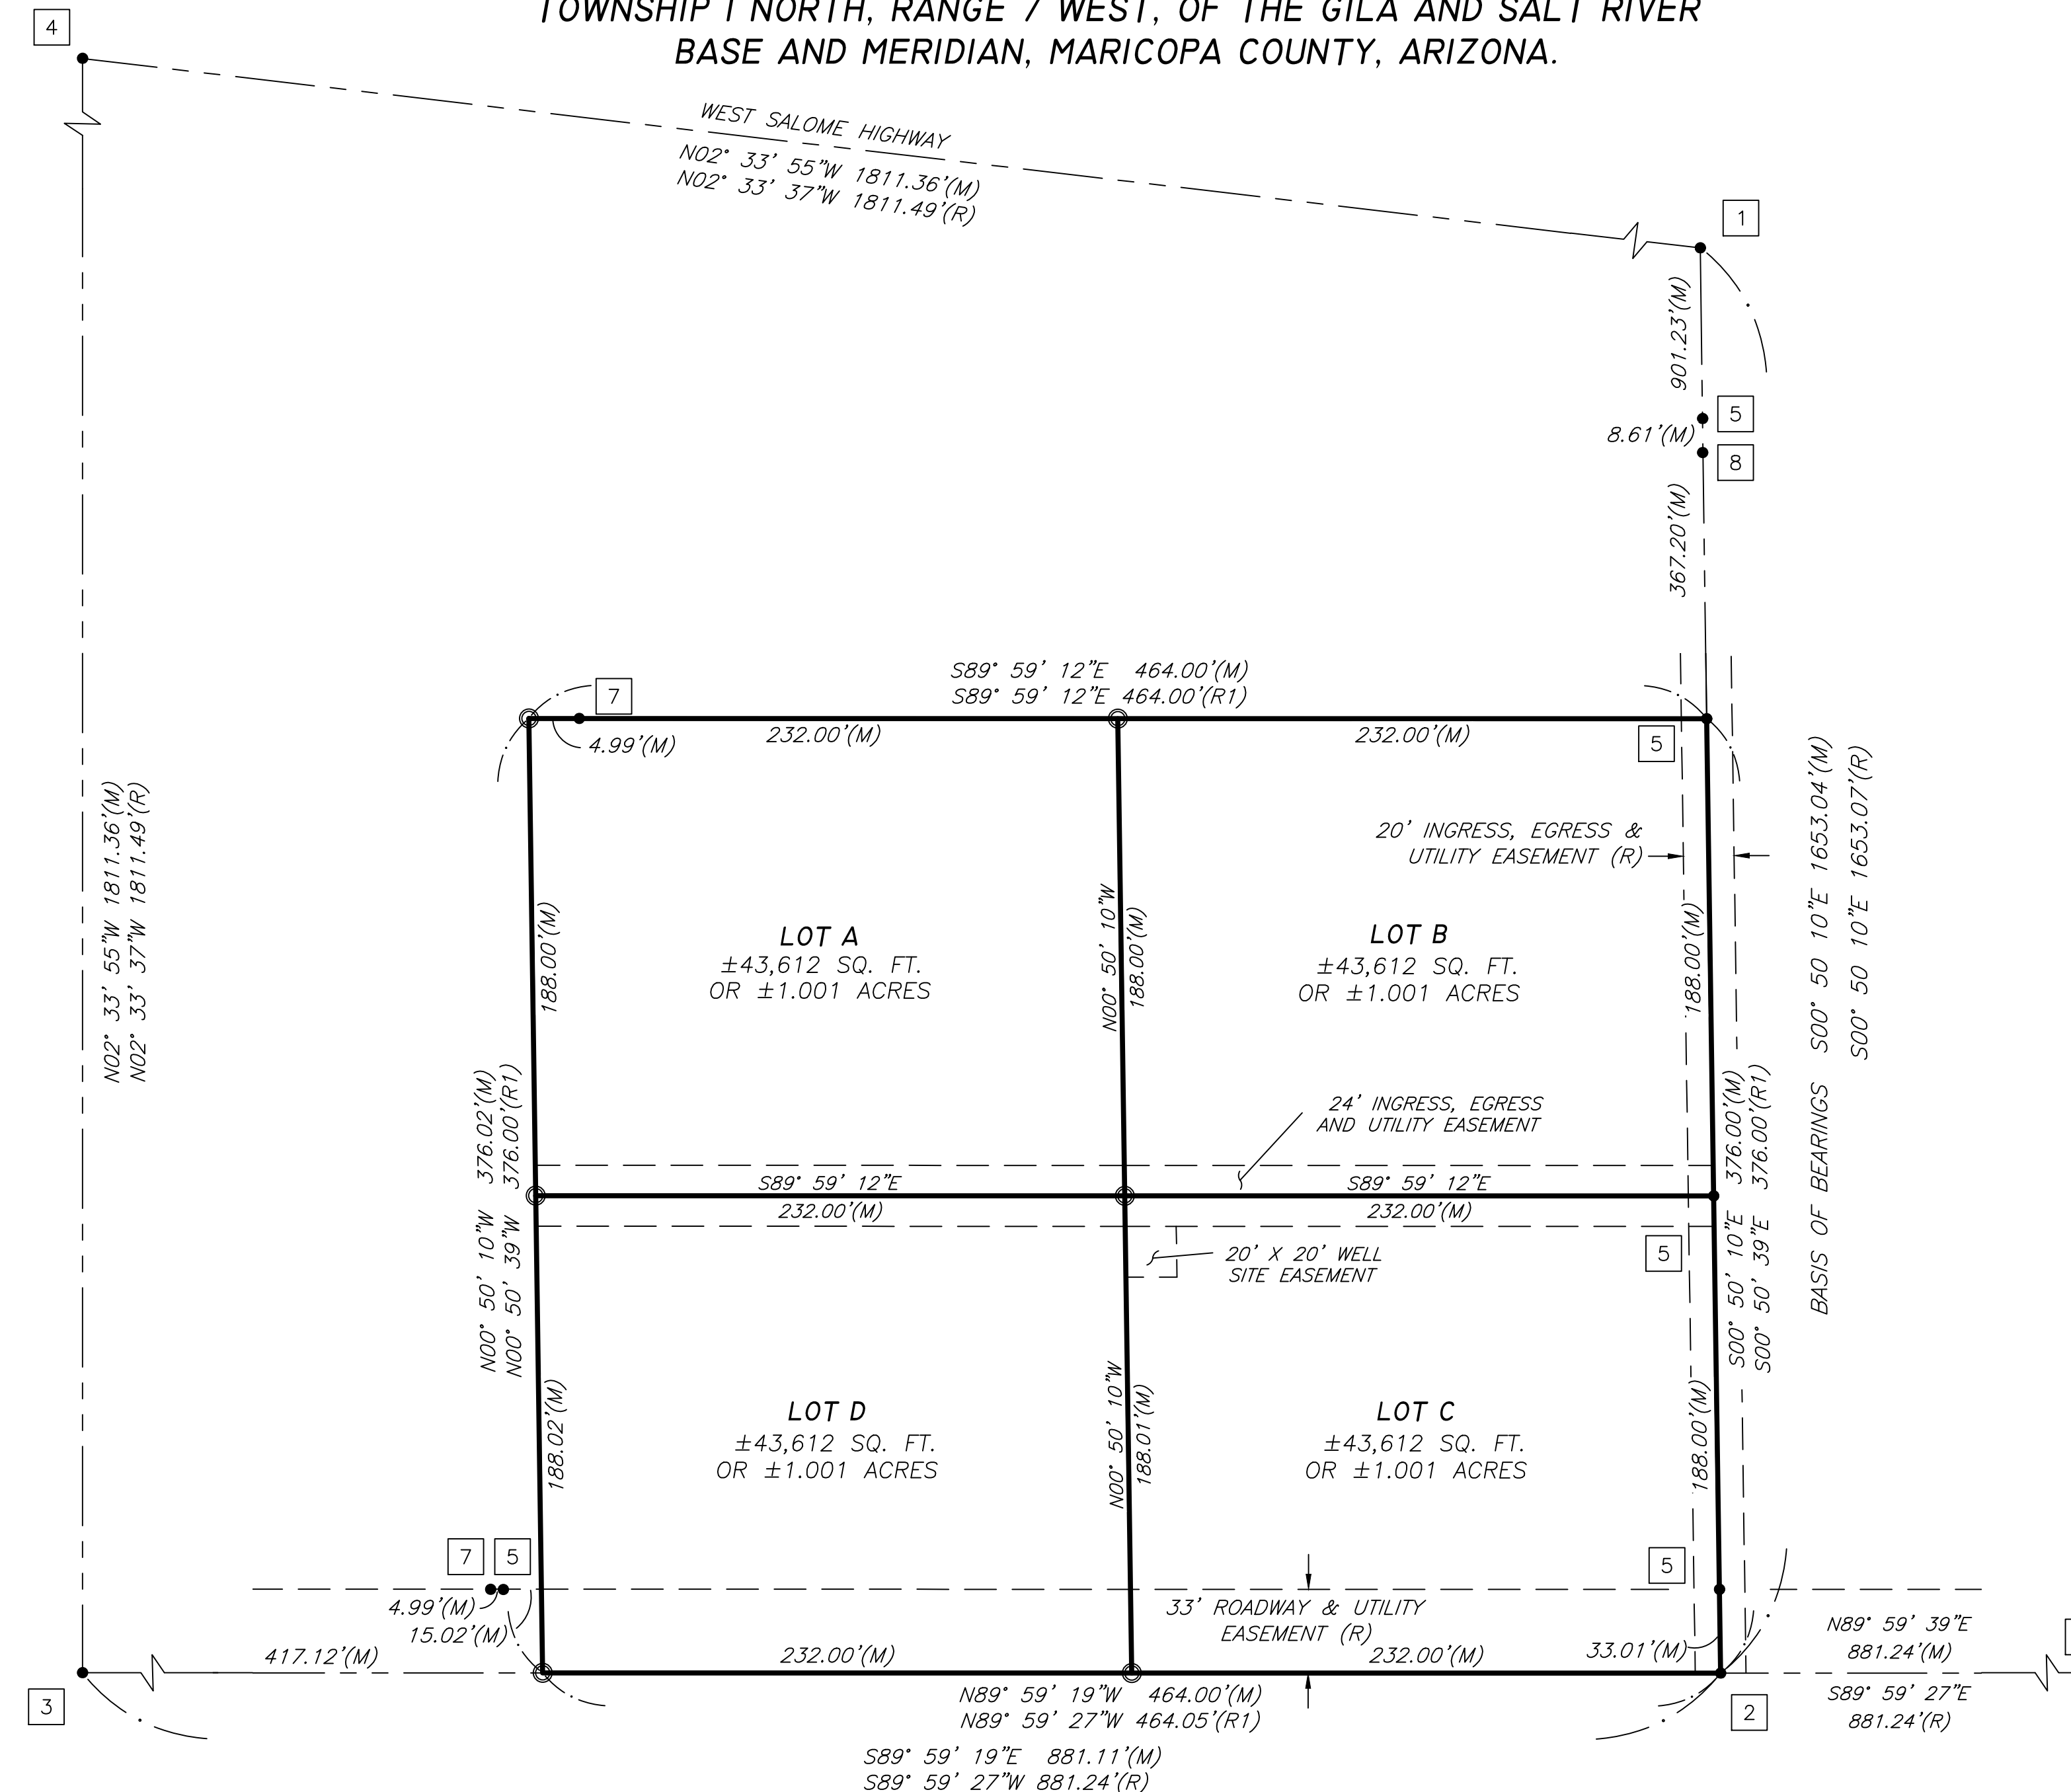 TOWNSHIP 1 NORTH, RANGE 7 WEST, OF THE GILA AND SALT RIVER
BASE AND MERIDIAN, MARICOPA COUNTY, ARIZONA.
4
WEST SALOME HIGHWAY
N02° 33' 55"W 1811.36'(M)
N02° 33' 37"W 1811.49'(R)
1
901.23'(M)
5
8.61'(M)
8
367.20'(M)
S89° 59' 12"E 464.00'(M)
S89° 59' 12"E 464.00'(R1)
7
4.99'(M)
232.00'(M)
232.00'(M)
5
20' INGRESS, EGRESS &
UTILITY EASEMENT (R)
N02° 33' 55"W 1811.36'(M)
N02° 33' 37"W 1811.49'(R)
188.00'(M)
LOT A
±43,612 SQ. FT.
OR ±1.001 ACRES
N00° 50' 10"W
188.00'(M)
LOT B
±43,612 SQ. FT.
OR ±1.001 ACRES
188.00'(M)
BASIS OF BEARINGS S00° 50 10"E 1653.04'(M)
S00° 50 10"E 1653.07'(R)
N00° 50' 10"W 376.02'(M)
N00° 50' 39"W 376.00'(R1)
24' INGRESS, EGRESS
AND UTILITY EASEMENT
S00° 50' 10"E 376.00'(M)
S00° 50' 39"E 376.00'(R1)
S89° 59' 12"E
232.00'(M)
S89° 59' 12"E
232.00'(M)
5
20' X 20' WELL
SITE EASEMENT
188.02'(M)
LOT D
±43,612 SQ. FT.
OR ±1.001 ACRES
N00° 50' 10"W
188.01'(M)
LOT C
±43,612 SQ. FT.
OR ±1.001 ACRES
188.00'(M)
7
5
5
4.99'(M)
15.02'(M)
417.12'(M)
232.00'(M)
33' ROADWAY & UTILITY
EASEMENT (R)
232.00'(M)
33.01'(M)
N89° 59' 39"E
881.24'(M)
S89° 59' 27"E
881.24'(R)
3
2
N89° 59' 19"W 464.00'(M)
N89° 59' 27"W 464.05'(R1)
S89° 59' 19"E 881.11'(M)
S89° 59' 27"W 881.24'(R)